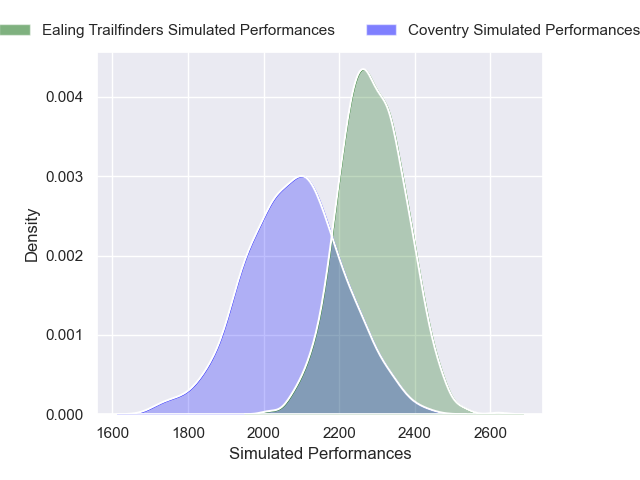 Ealing Trailfinders Simulated Performances Coventry Simulated Performances
0.004
0.003
0.002
0.001
0.000
Density
1600 1800 2000 2200 2400 2600
Simulated Performances